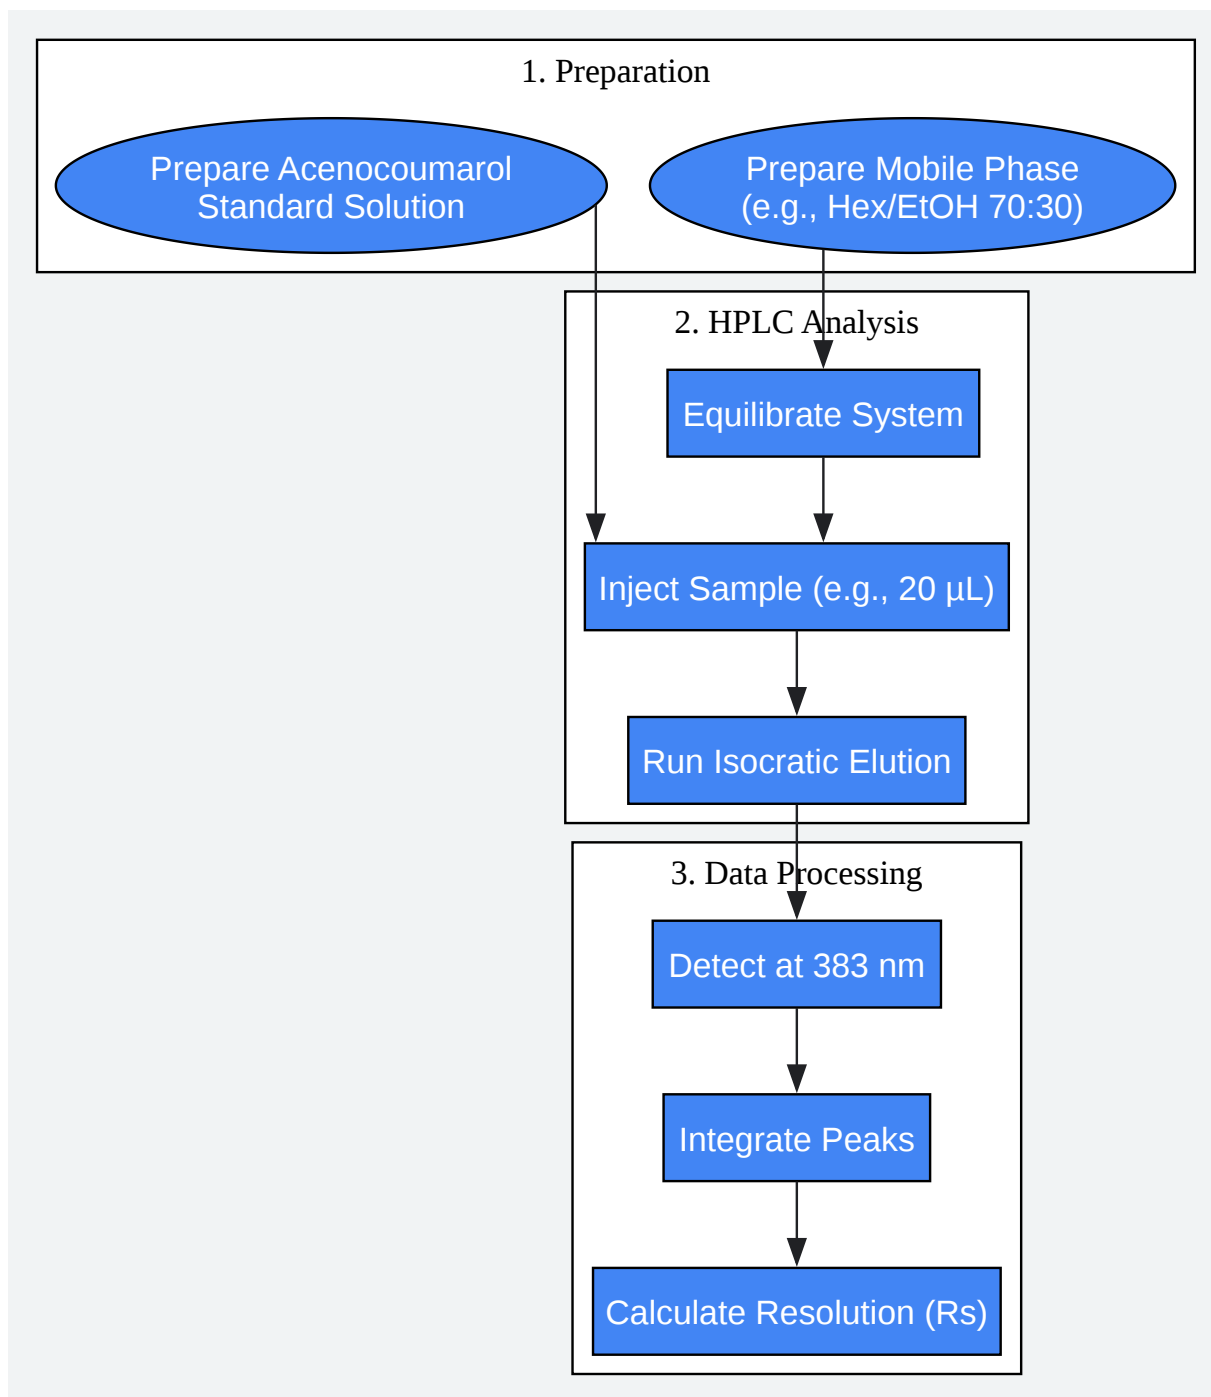 1. Preparation
Prepare Acenocoumarol
Standard Solution
Prepare Mobile Phase
(e.g., Hex/EtOH 70:30)
2. HPLC Analysis
Equilibrate System
Inject Sample (e.g., 20 µL)
Run Isocratic Elution
3. Data Processing
Detect at 383 nm
Integrate Peaks
Calculate Resolution (Rs)